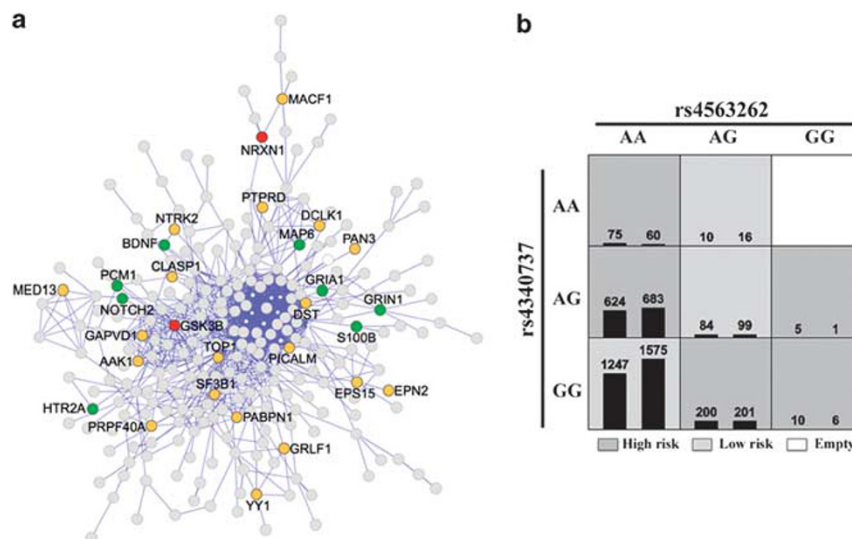 a
MACF1
NRXN1
PTPRD
NTRK2
DCLK1
BDNF
MAP6
PAN3
CLASP1
PCM1
GRIA1
MED13
GRIN1
NOTCH2
DST
GSK3B
S100B
GAPVD1
TOP1
AAK1
PICALM
SF3B1
EPS15
EPN2
HTR2A
PABPN1
PRPF40A
GRLF1
YY1
b
rs4563262
AA AG GG
rs4340737
AA
75 60 10 16
AG
624 683 84 99 5 1
GG
1247 1575 200 201 10 6
High risk Low risk Empty